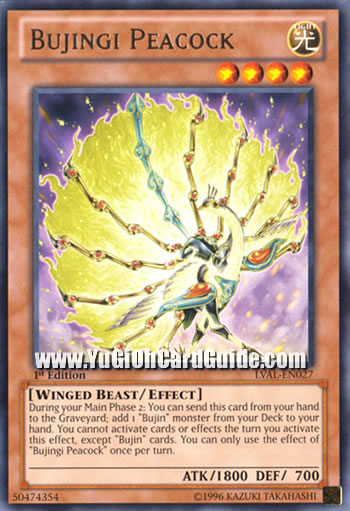 BUJINGI PEACOCK
LIGHT
光
www.YuGiOhCardGuide.com
1st Edition
LVAL-EN027
[WINGED BEAST/EFFECT]
During your Main Phase 2: You can send this card from your hand
to the Graveyard; add 1 "Bujin" monster from your Deck to your
hand. You cannot activate cards or effects the turn you activate
this effect, except "Bujin" cards. You can only use the effect of
"Bujingi Peacock" once per turn.
ATK/1800 DEF/ 700
50474354
©1996 KAZUKI TAKAHASHI